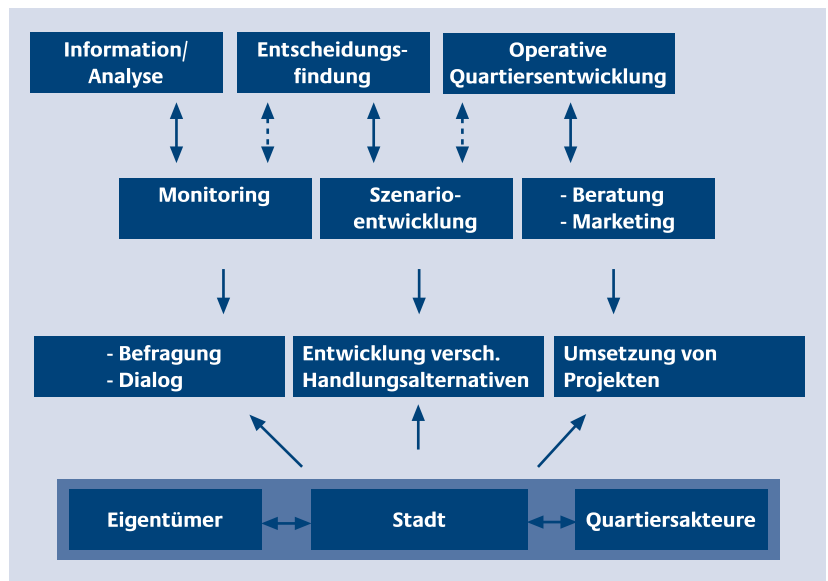 Information/
Analyse
Entscheidungs-
findung
Operative
Quartiersentwicklung
Monitoring
Szenario-
entwicklung
- Beratung
- Marketing
- Befragung
- Dialog
Entwicklung versch.
Handlungsalternativen
Umsetzung von
Projekten
Eigentümer
Stadt
Quartiersakteure